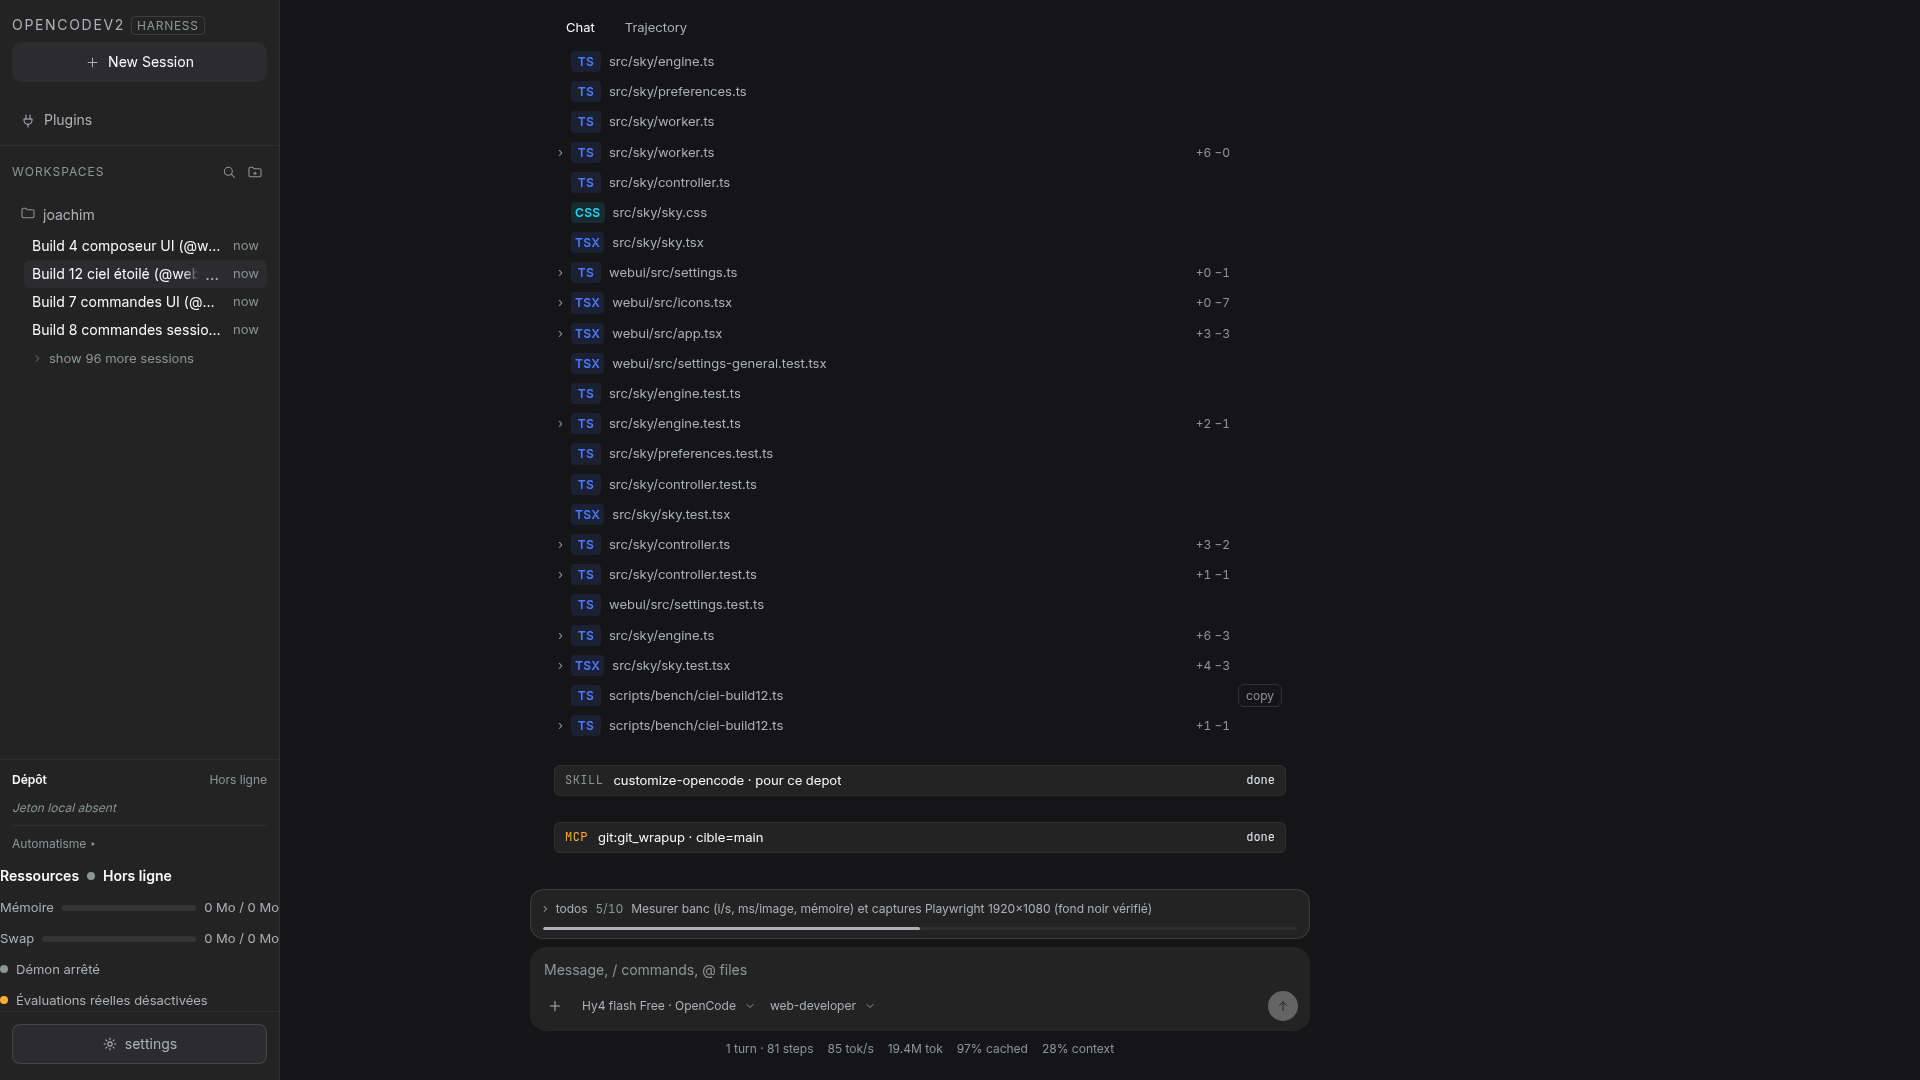 OPENCODEV2 HARNESS
New Session
Plugins
WORKSPACES
joachim
Build 4 composeur UI (@w... now
Build 12 ciel étoilé (@web ... now
Build 7 commandes UI (@... now
Build 8 commandes sessio... now
show 96 more sessions
Dépôt Hors ligne
Jeton local absent
Automatisme
Ressources Hors ligne
Mémoire 0 Mo / 0 Mo
Swap 0 Mo / 0 Mo
Démon arrêté
Évaluations réelles désactivées
settings
Chat Trajectory
TS src/sky/engine.ts
TS src/sky/preferences.ts
TS src/sky/worker.ts
TS src/sky/worker.ts +6 −0
TS src/sky/controller.ts
CSS src/sky/sky.css
TSX src/sky/sky.tsx
TS webui/src/settings.ts +0 −1
TSX webui/src/icons.tsx +0 −7
TSX webui/src/app.tsx +3 −3
TSX webui/src/settings-general.test.tsx
TS src/sky/engine.test.ts
TS src/sky/engine.test.ts +2 −1
TS src/sky/preferences.test.ts
TS src/sky/controller.test.ts
TSX src/sky/sky.test.tsx
TS src/sky/controller.ts +3 −2
TS src/sky/controller.test.ts +1 −1
TS webui/src/settings.test.ts
TS src/sky/engine.ts +6 −3
TSX src/sky/sky.test.tsx +4 −3
TS scripts/bench/ciel-build12.ts copy
TS scripts/bench/ciel-build12.ts +1 −1
SKILL customize-opencode · pour ce depot done
MCP git:git_wrapup · cible=main done
todos 5/10 Mesurer banc (i/s, ms/image, mémoire) et captures Playwright 1920×1080 (fond noir vérifié)
Message, / commands, @ files
Hy4 flash Free · OpenCode web-developer
1 turn · 81 steps 85 tok/s 19.4M tok 97% cached 28% context